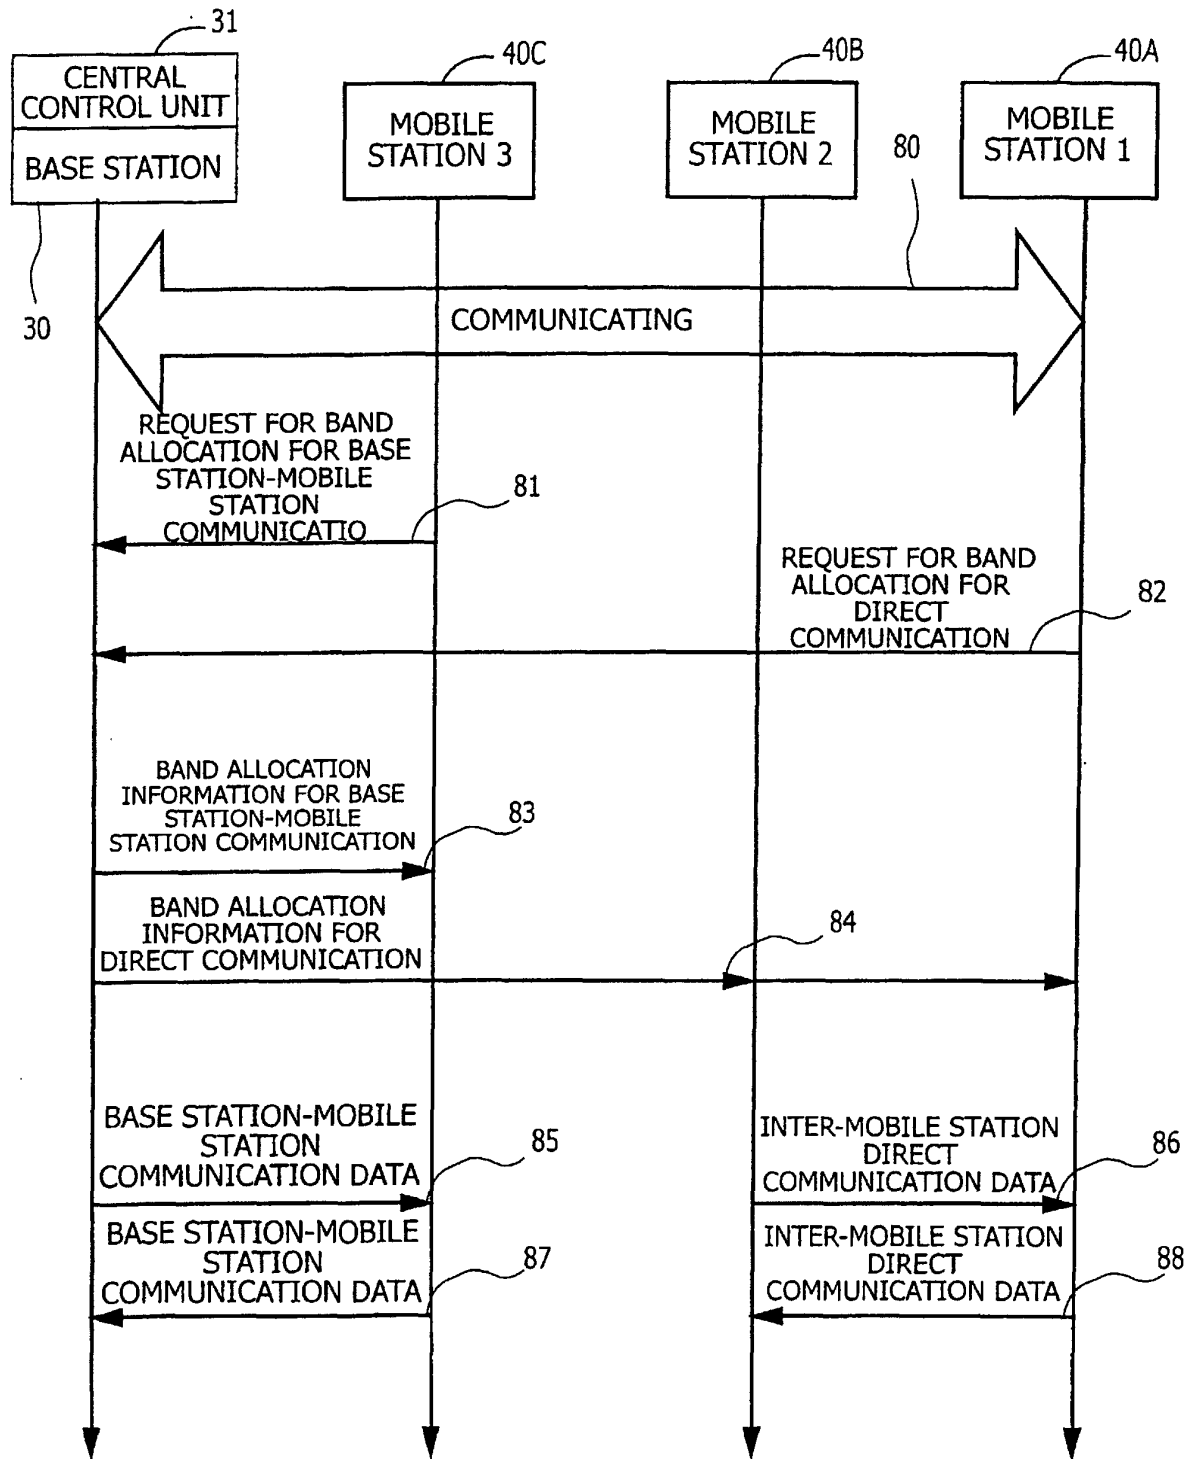 31
CENTRAL
CONTROL UNIT
BASE STATION
30
40C
MOBILE
STATION 3
40B
MOBILE
STATION 2
40A
MOBILE
STATION 1
80
COMMUNICATING
REQUEST FOR BAND
ALLOCATION FOR BASE
STATION-MOBILE
STATION
COMMUNICATIO
81
REQUEST FOR BAND
ALLOCATION FOR
DIRECT
COMMUNICATION
82
BAND ALLOCATION
INFORMATION FOR BASE
STATION-MOBILE
STATION COMMUNICATION
83
BAND ALLOCATION
INFORMATION FOR
DIRECT COMMUNICATION
84
BASE STATION-MOBILE
STATION
COMMUNICATION DATA
85
INTER-MOBILE STATION
DIRECT
COMMUNICATION DATA
86
BASE STATION-MOBILE
STATION
COMMUNICATION DATA
87
INTER-MOBILE STATION
DIRECT
COMMUNICATION DATA
88